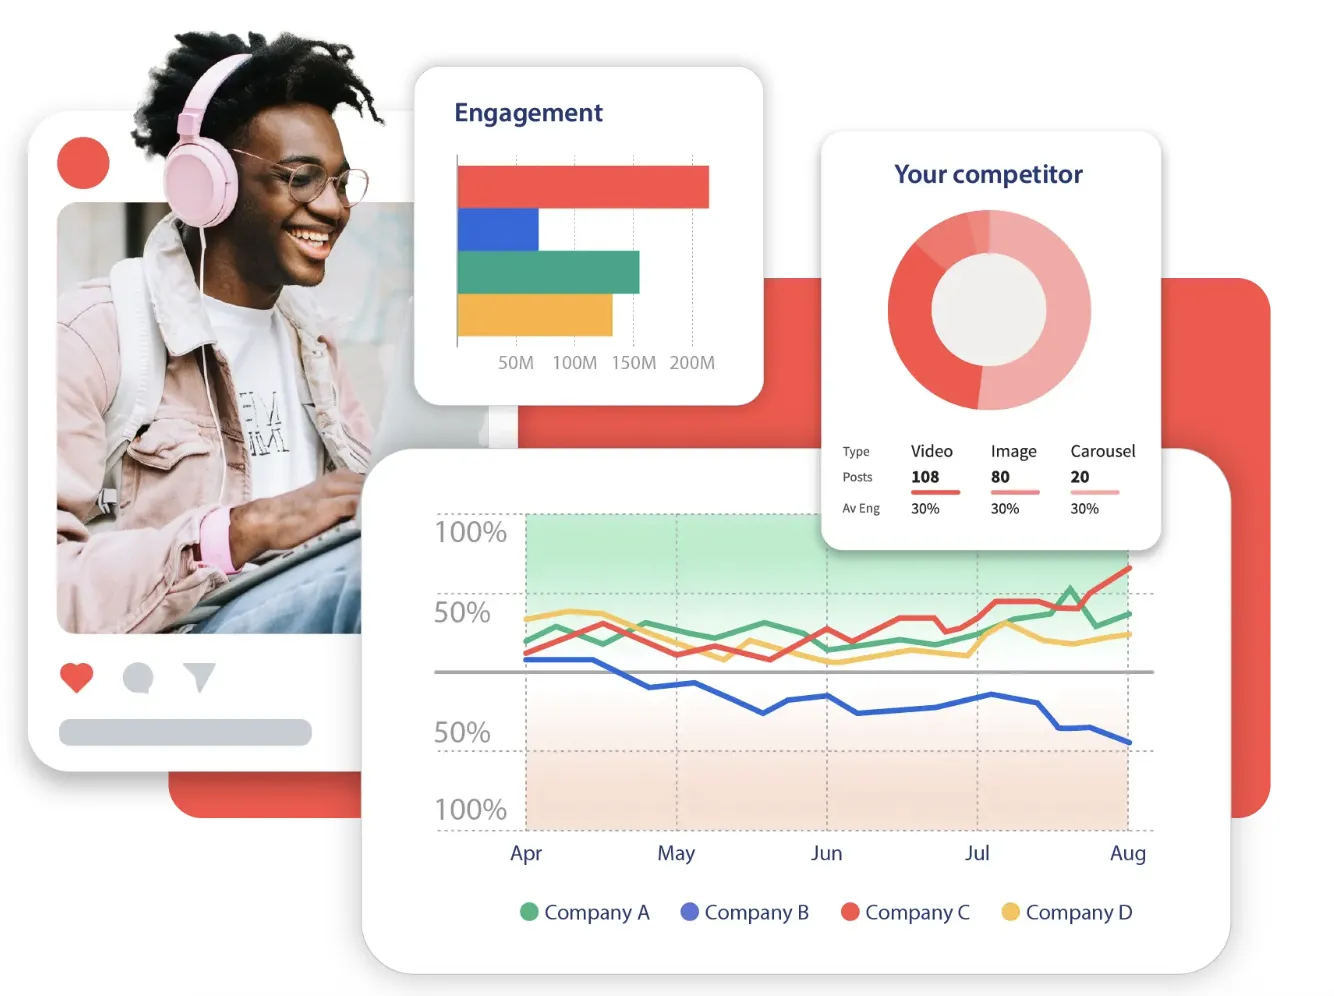 Engagement
50M 100M 150M 200M
Your competitor
Type Video Image Carousel
Posts 108 80 20
Av Eng 30% 30% 30%
100%
50%
50%
100%
Apr May Jun Jul Aug
Company A Company B Company C Company D